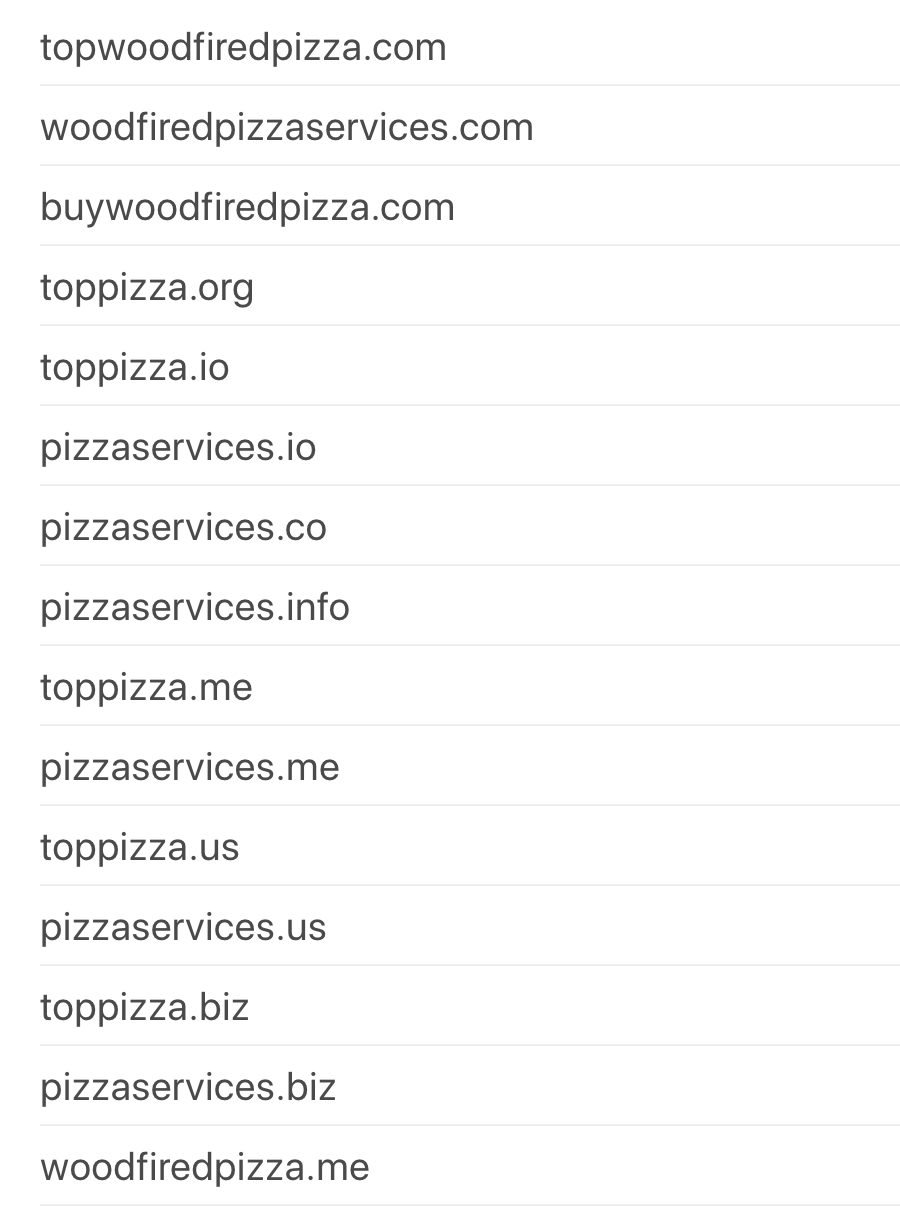 topwoodfiredpizza.com
woodfiredpizzaservices.com
buywoodfiredpizza.com
toppizza.org
toppizza.io
pizzaservices.io
pizzaservices.co
pizzaservices.info
toppizza.me
pizzaservices.me
toppizza.us
pizzaservices.us
toppizza.biz
pizzaservices.biz
woodfiredpizza.me